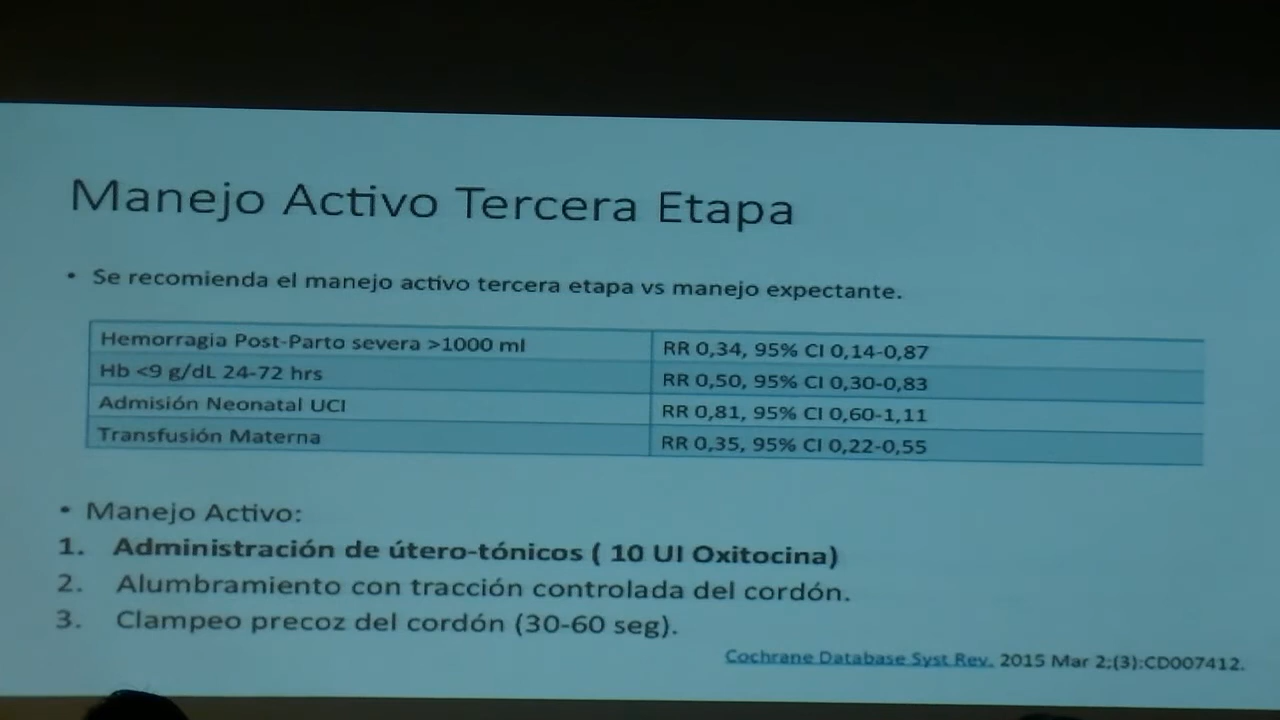 Manejo Activo Tercera Etapa
• Se recomienda el manejo activo tercera etapa vs manejo expectante.
Hemorragia Post-Parto severa >1000 ml RR 0,34, 95% CI 0,14-0,87
Hb <9 g/dL 24-72 hrs RR 0,50, 95% CI 0,30-0,83
Admisión Neonatal UCI RR 0,81, 95% CI 0,60-1,11
Transfusión Materna RR 0,35, 95% CI 0,22-0,55
• Manejo Activo:
1. Administración de útero-tónicos ( 10 UI Oxitocina)
2. Alumbramiento con tracción controlada del cordón.
3. Clampeo precoz del cordón (30-60 seg).
Cochrane Database Syst Rev. 2015 Mar 2;(3):CD007412.